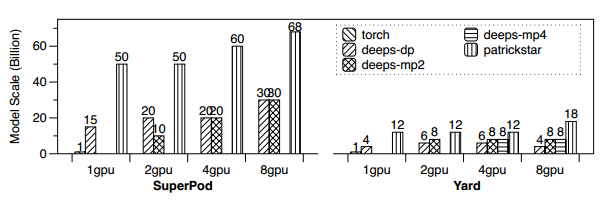 Model Scale (Billion)
60
40
20
0
1 15 50
20 10 50
20 20 60
30 30 68
1gpu 2gpu 4gpu 8gpu
SuperPod
torch
deeps-dp
deeps-mp2
deeps-mp4
patrickstar
1 4 12
6 8 12
6 8 8 12
4 8 8 18
1gpu 2gpu 4gpu 8gpu
Yard